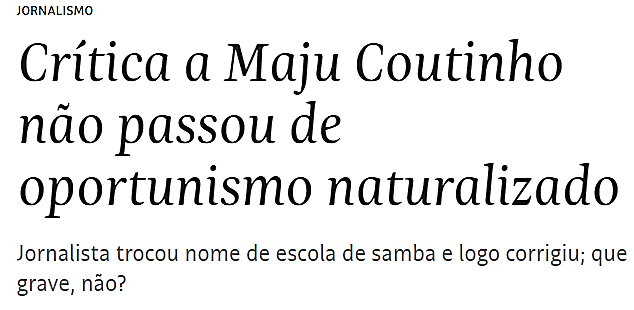 JORNALISMO
Crítica a Maju Coutinho
não passou de
oportunismo naturalizado
Jornalista trocou nome de escola de samba e logo corrigiu; que
grave, não?